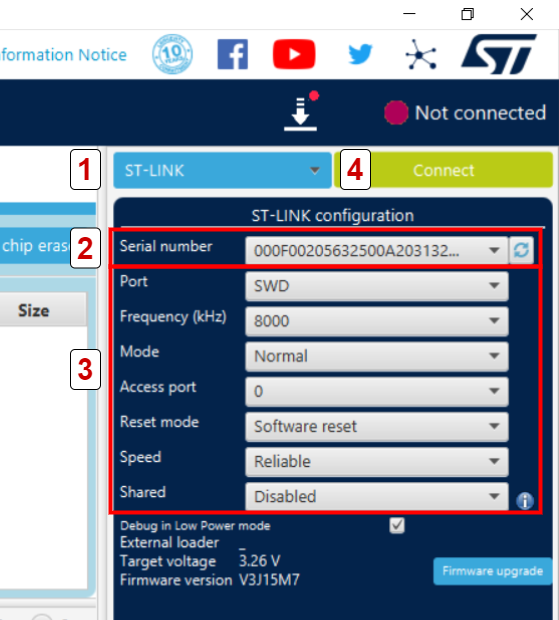 nformation Notice
10
ST
Not connected
1
ST-LINK
4
Connect
ST-LINK configuration
chip eras
2
Serial number
000F00205632500A203132...
Port
SWD
Size
Frequency (kHz)
8000
3
Mode
Normal
Access port
0
Reset mode
Software reset
Speed
Reliable
Shared
Disabled
Debug in Low Power mode
External loader _
Target voltage 3.26 V
Firmware version V3J15M7
Firmware upgrade